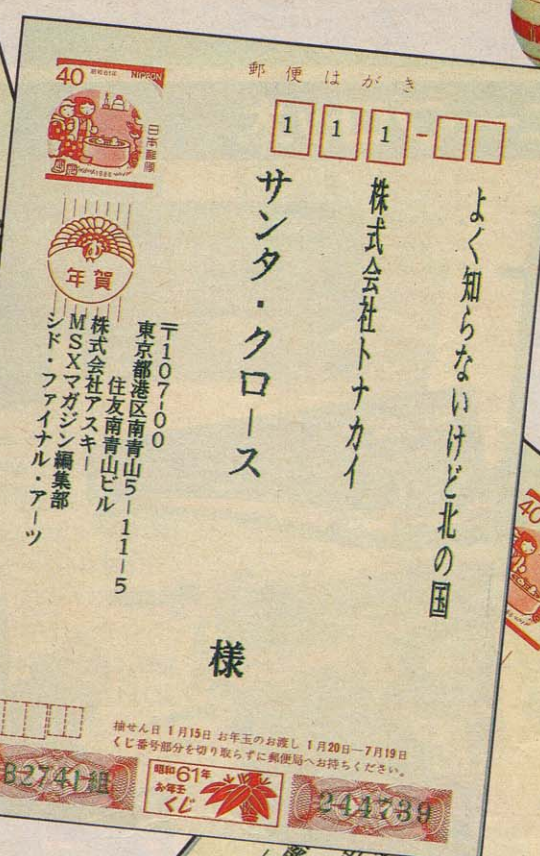 郵便はがき
40 昭和61年 NIPPON
日本郵便
年賀
111-
よく知らないけど北の国
株式会社トナカイ
サンタ・クロース
様
〒107-00
東京都港区南青山5-11-5
住友南青山ビル
株式会社アスキー
MSXマガジン編集部
シド・ファイナル・アーツ
抽せん日 1月15日 お年玉のお渡し 1月20日—7月19日
くじ番号部分を切り取らずに郵便局へお持ちください。
B2741組
昭和61年
お年玉
くじ
244739
40